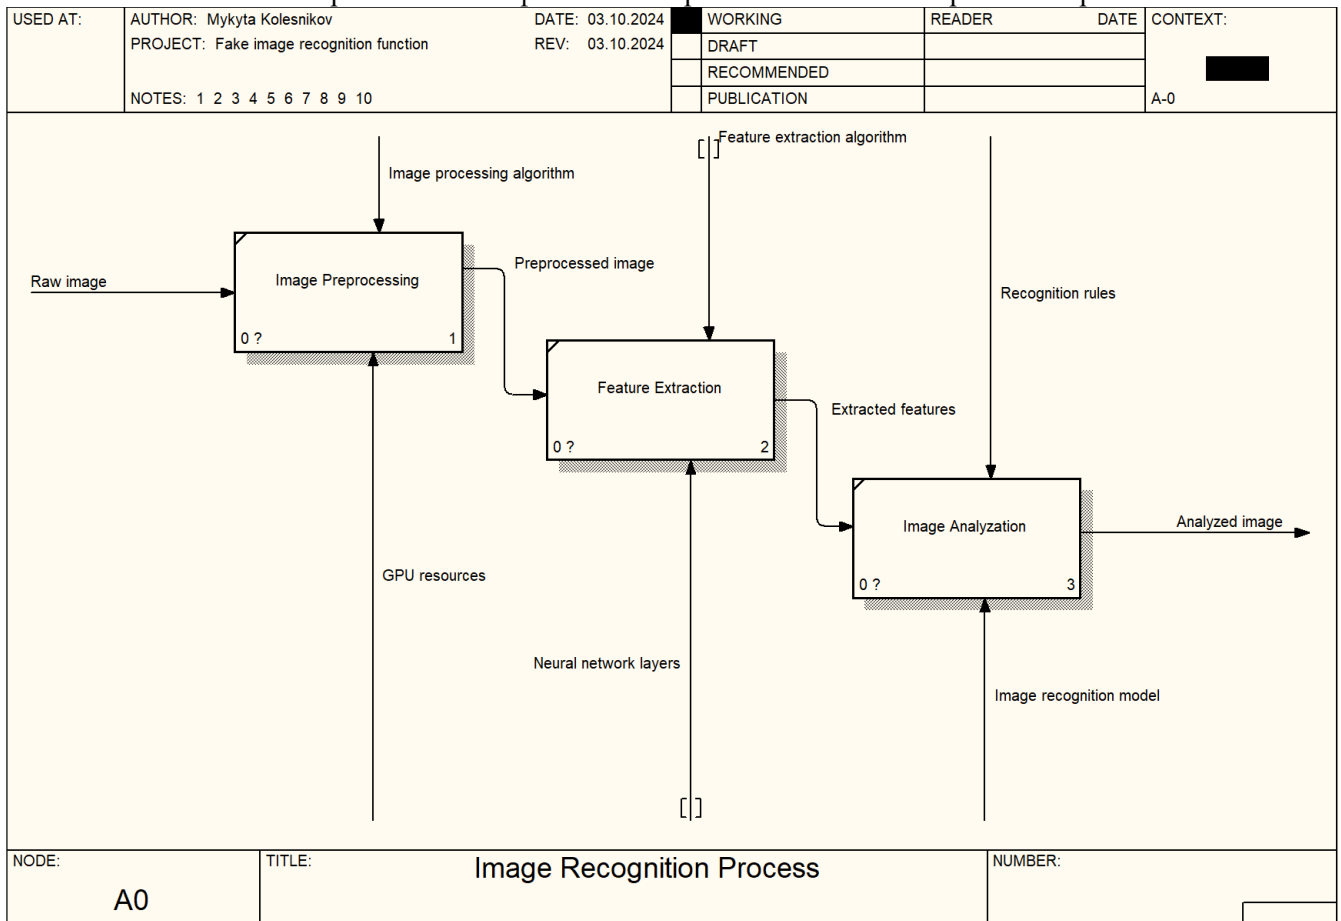 USED AT:
AUTHOR: Mykyta Kolesnikov
DATE: 03.10.2024
PROJECT: Fake image recognition function
REV: 03.10.2024
NOTES: 1 2 3 4 5 6 7 8 9 10
WORKING
DRAFT
RECOMMENDED
PUBLICATION
READER
DATE
CONTEXT:
A-0
Feature extraction algorithm
Image processing algorithm
Raw image
Image Preprocessing
0 ?
1
Preprocessed image
Recognition rules
Feature Extraction
0 ?
2
Extracted features
Image Analyzation
0 ?
3
Analyzed image
GPU resources
Neural network layers
Image recognition model
NODE:
A0
TITLE:
Image Recognition Process
NUMBER: